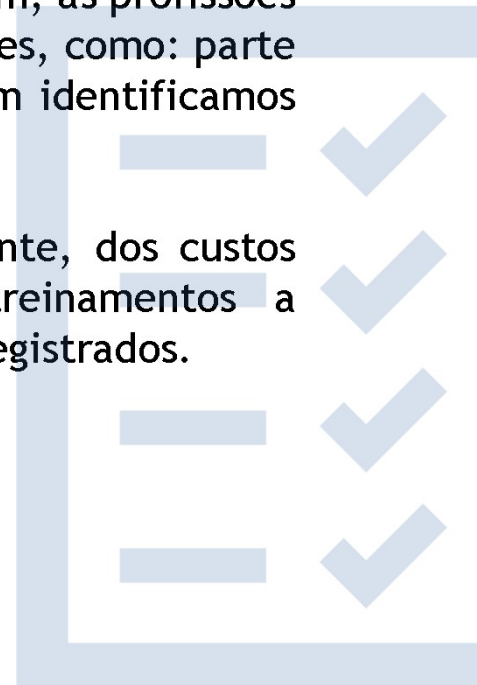 as profissões
es, como: parte
m identificamos
nte, dos custos
reinamentos a
egistrados.